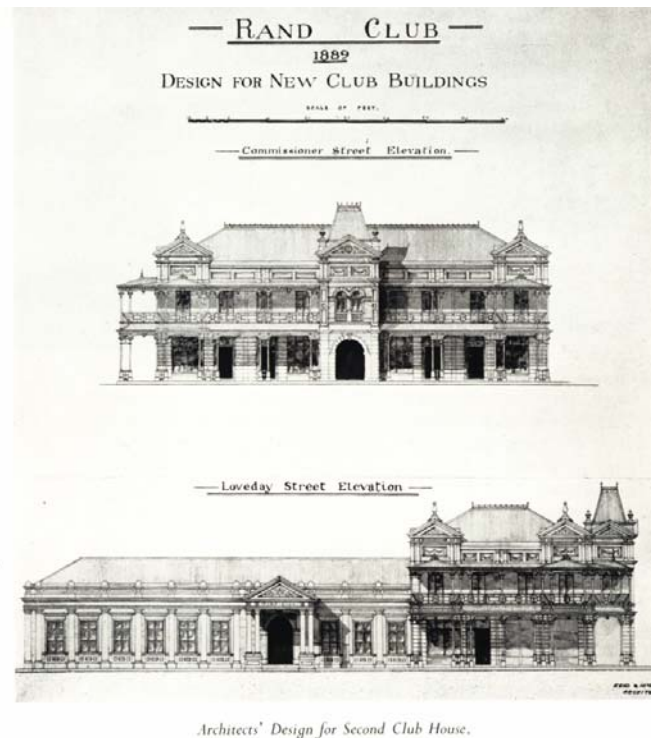 RAND CLUB
1889
DESIGN FOR NEW CLUB BUILDINGS
SCALE OF FEET.
Commissioner Street Elevation.
Loveday Street Elevation
Architects' Design for Second Club House.